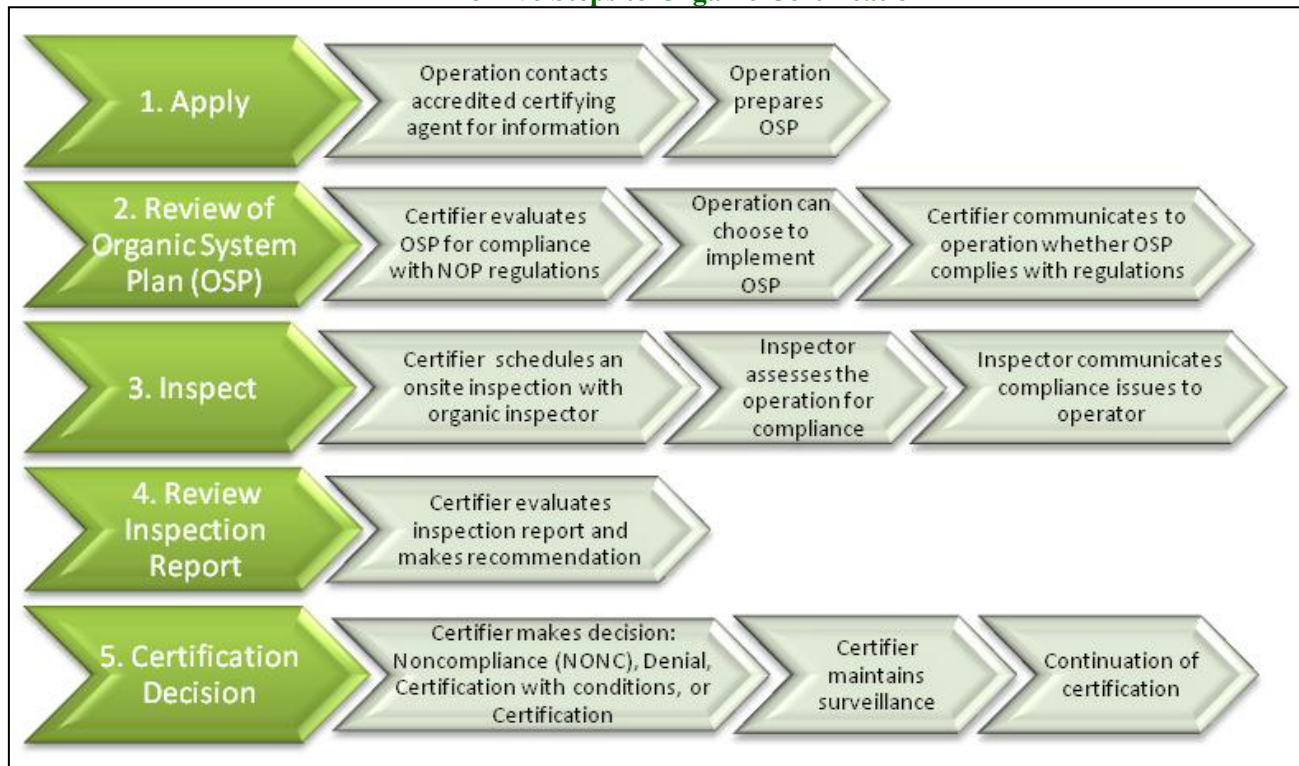 Five Steps to Organic Certification
1. Apply
Operation contacts
accredited certifying
agent for information
Operation
prepares
OSP
2. Review of
Organic System
Plan (OSP)
Certifier evaluates
OSP for compliance
with NOP regulations
Operation can
choose to
implement
OSP
Certifier communicates to
operation whether OSP
complies with regulations
3. Inspect
Certifier schedules an
onsite inspection with
organic inspector
Inspector
assesses the
operation for
compliance
Inspector communicates
compliance issues to
operator
4. Review
Inspection
Report
Certifier evaluates
inspection report and
makes recommendation
5. Certification
Decision
Certifier makes decision:
Noncompliance (NONC), Denial,
Certification with conditions, or
Certification
Certifier
maintains
surveillance
Continuation of
certification